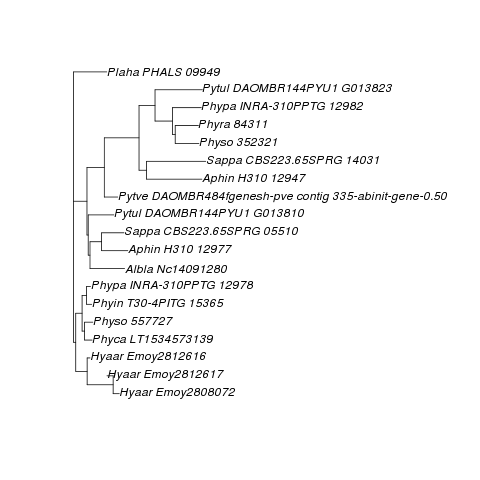 Plaha PHALS 09949
Pytul DAOMBR144PYU1 G013823
Phypa INRA-310PPTG 12982
Phyra 84311
Physo 352321
Sappa CBS223.65SPRG 14031
Aphin H310 12947
Pytve DAOMBR484fgenesh-pve contig 335-abinit-gene-0.50
Pytul DAOMBR144PYU1 G013810
Sappa CBS223.65SPRG 05510
Aphin H310 12977
Albla Nc14091280
Phypa INRA-310PPTG 12978
Phyin T30-4PITG 15365
Physo 557727
Phyca LT1534573139
Hyaar Emoy2812616
Hyaar Emoy2812617
Hyaar Emoy2808072